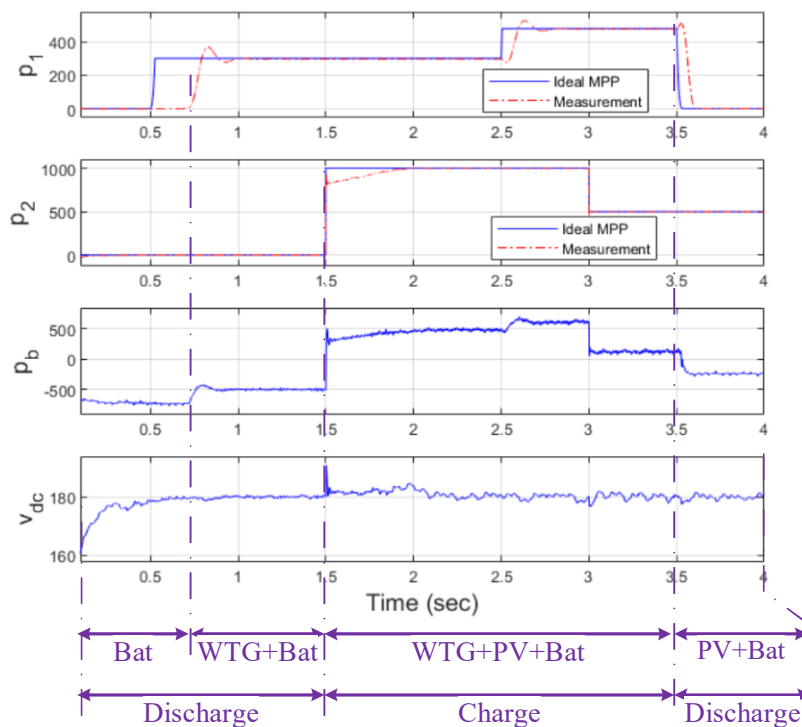 p1
400
200
0
Ideal MPP
Measurement
0.5 1 1.5 2 2.5 3 3.5 4
p2
1000
500
0
Ideal MPP
Measurement
0.5 1 1.5 2 2.5 3 3.5 4
pb
500
0
-500
0.5 1 1.5 2 2.5 3 3.5 4
vdc
180
160
0.5 1 1.5 2 2.5 3 3.5 4
Time (sec)
Bat WTG+Bat WTG+PV+Bat PV+Bat
Discharge Charge Discharge